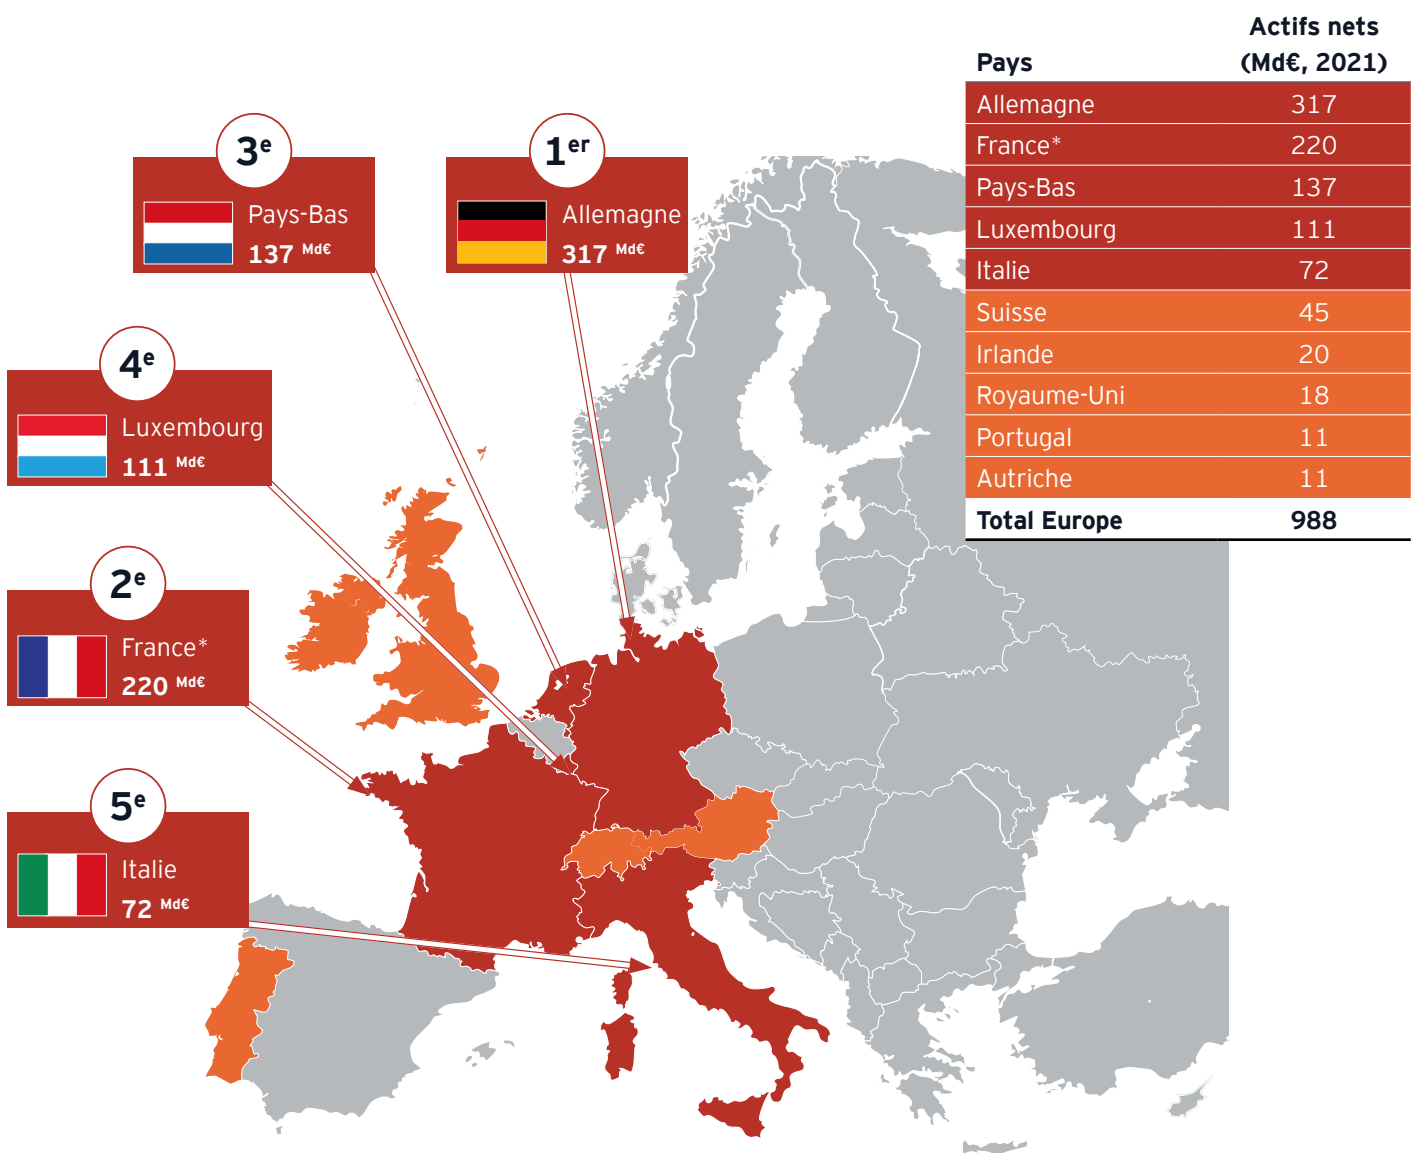 Actifs nets
Pays (Md€, 2021)
Allemagne 317
France* 220
Pays-Bas 137
Luxembourg 111
Italie 72
Suisse 45
Irlande 20
Royaume-Uni 18
Portugal 11
Autriche 11
Total Europe 988
3e
Pays-Bas
137 Md€
1er
Allemagne
317 Md€
4e
Luxembourg
111 Md€
2e
France*
220 Md€
5e
Italie
72 Md€